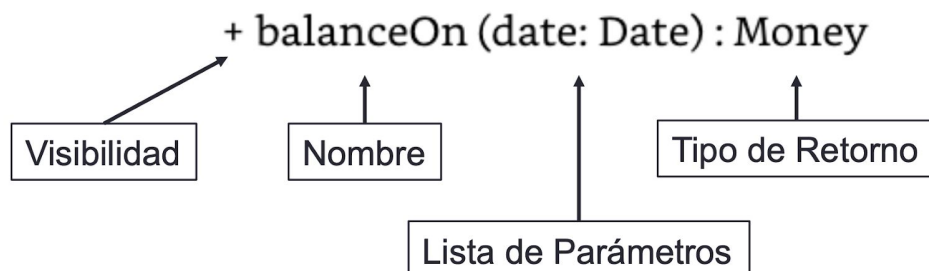 + balanceOn (date: Date) : Money
Visibilidad
Nombre
Tipo de Retorno
Lista de Parámetros